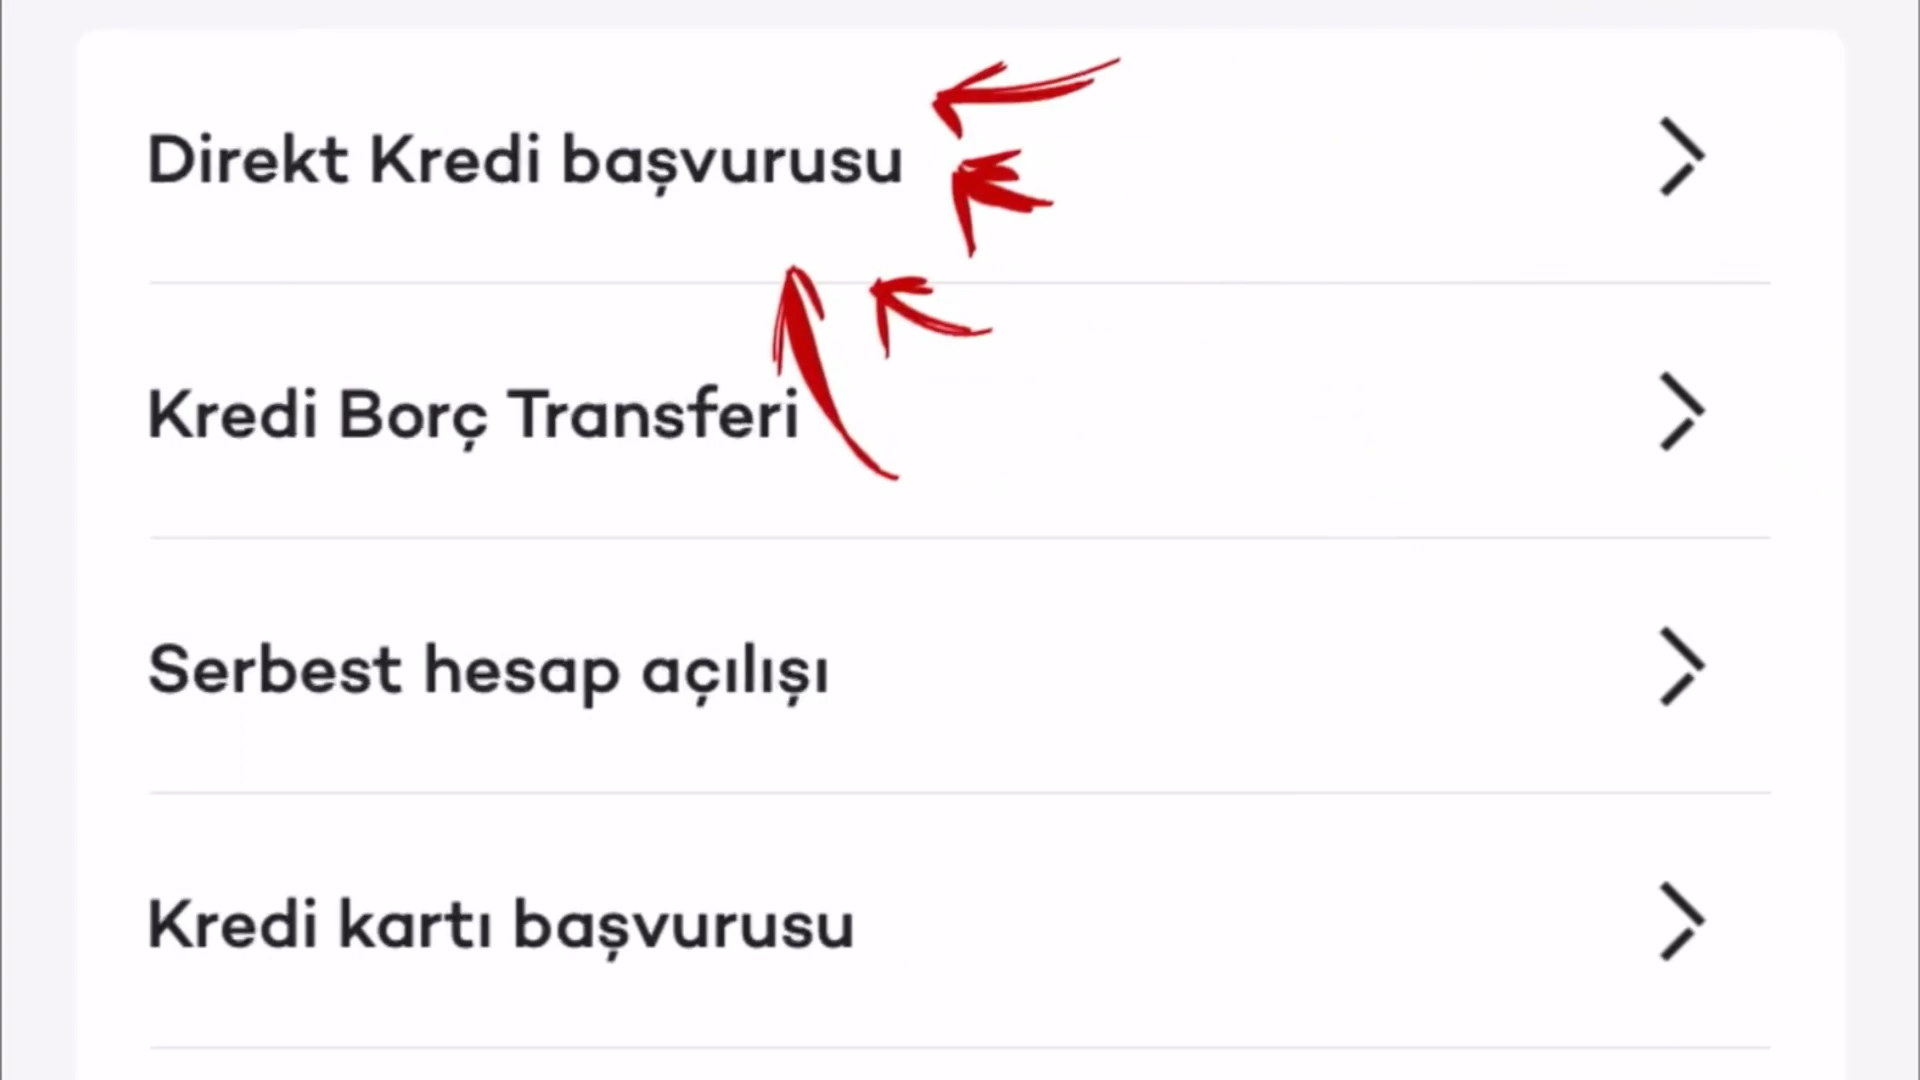 Direkt Kredi başvurusu
Kredi Borç Transferi
Serbest hesap açılışı
Kredi kartı başvurusu